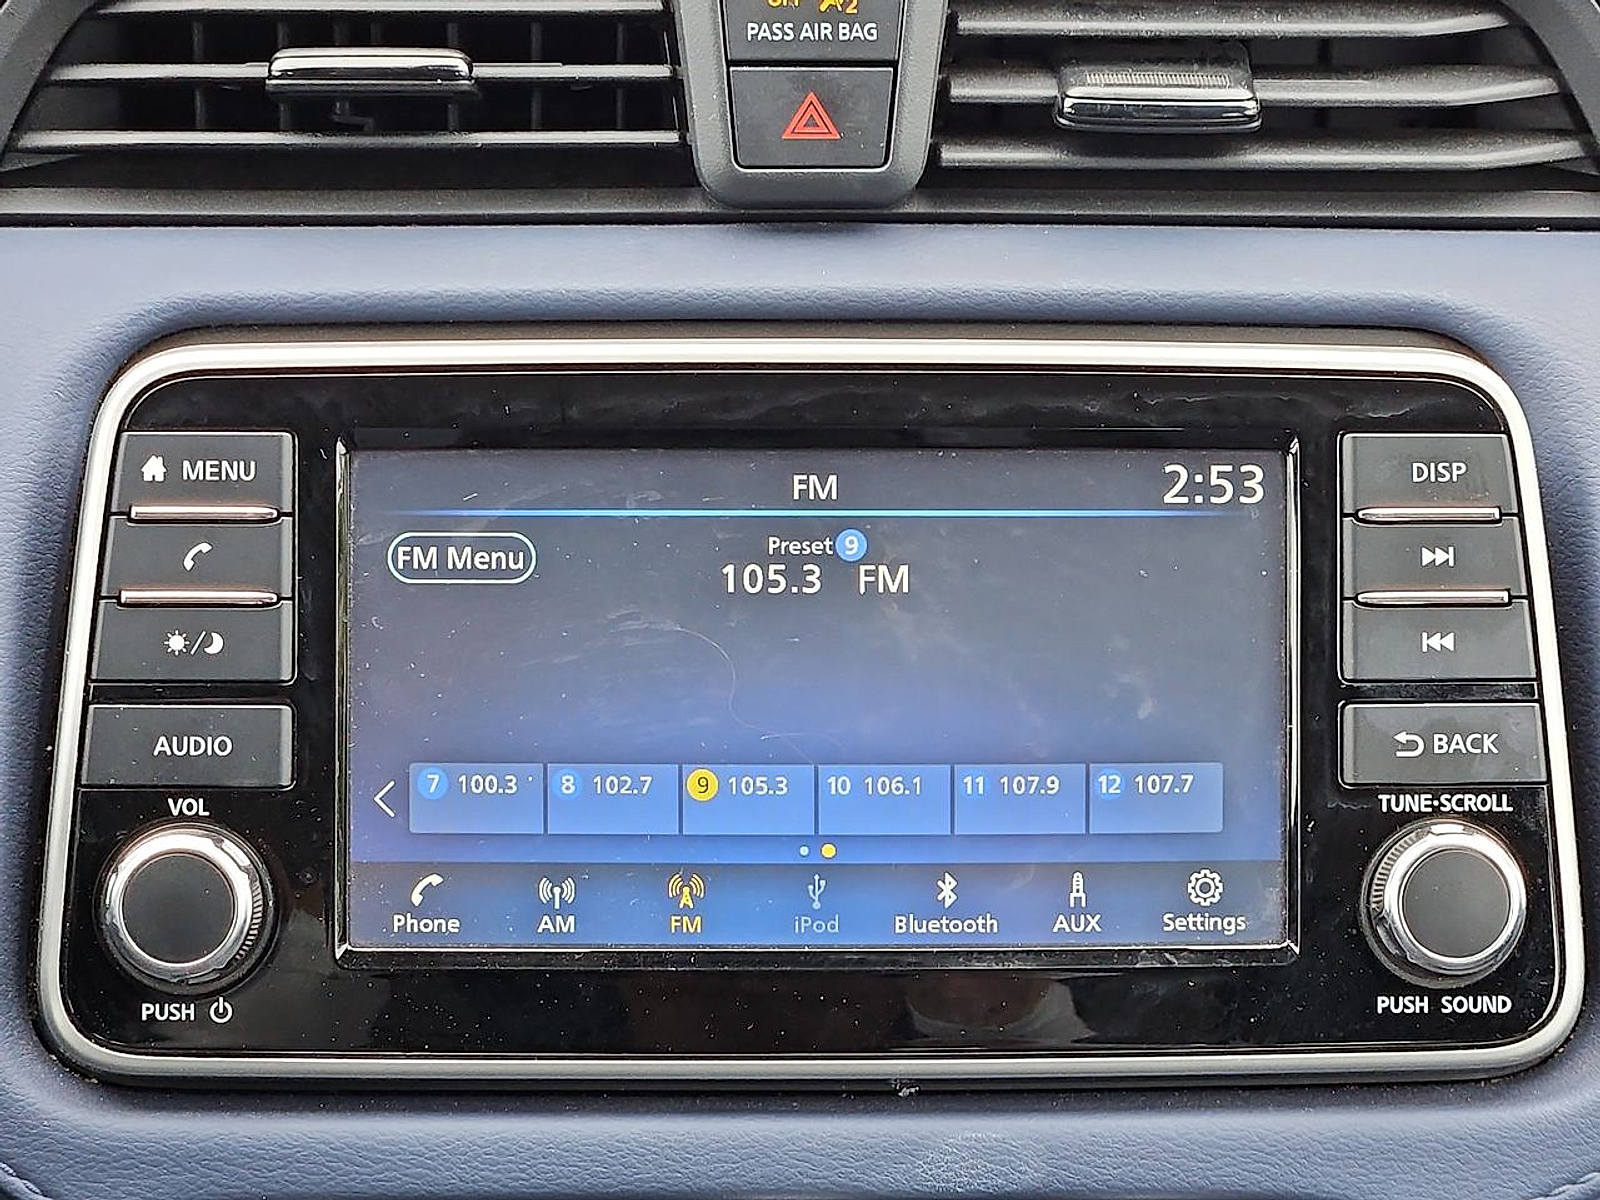 PASS AIR BAG
MENU
DISP
FM
2:53
FM Menu
Preset 9
105.3 FM
AUDIO
BACK
7 100.3
8 102.7
9 105.3
10 106.1
11 107.9
12 107.7
VOL
TUNE·SCROLL
Phone
AM
FM
iPod
Bluetooth
AUX
Settings
PUSH
PUSH SOUND